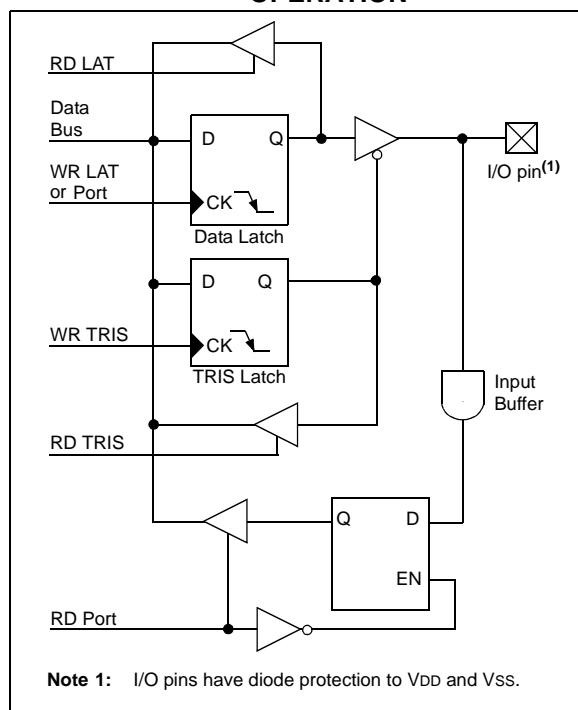 OPERATION
RD LAT
Data
Bus
D Q
WR LAT
or Port
CK
Data Latch
I/O pin(1)
D Q
WR TRIS
CK
TRIS Latch
Input
Buffer
RD TRIS
Q D
EN
RD Port
Note 1: I/O pins have diode protection to VDD and VSS.